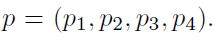 p = (p₁, p₂, p₃, p₄).